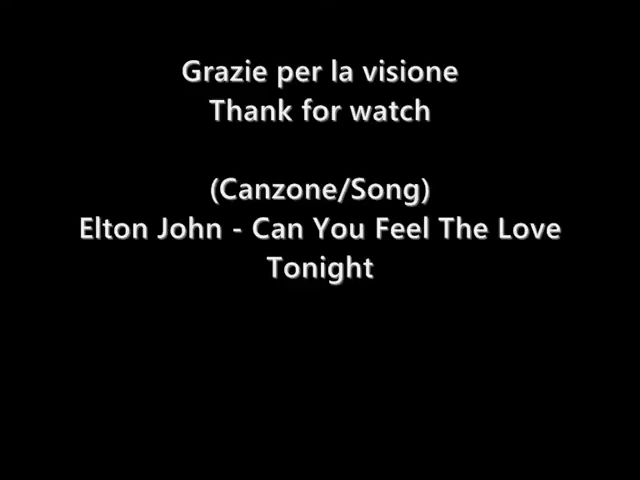 Grazie per la visione
Thank for watch
(Canzone/Song)
Elton John - Can You Feel The Love
Tonight